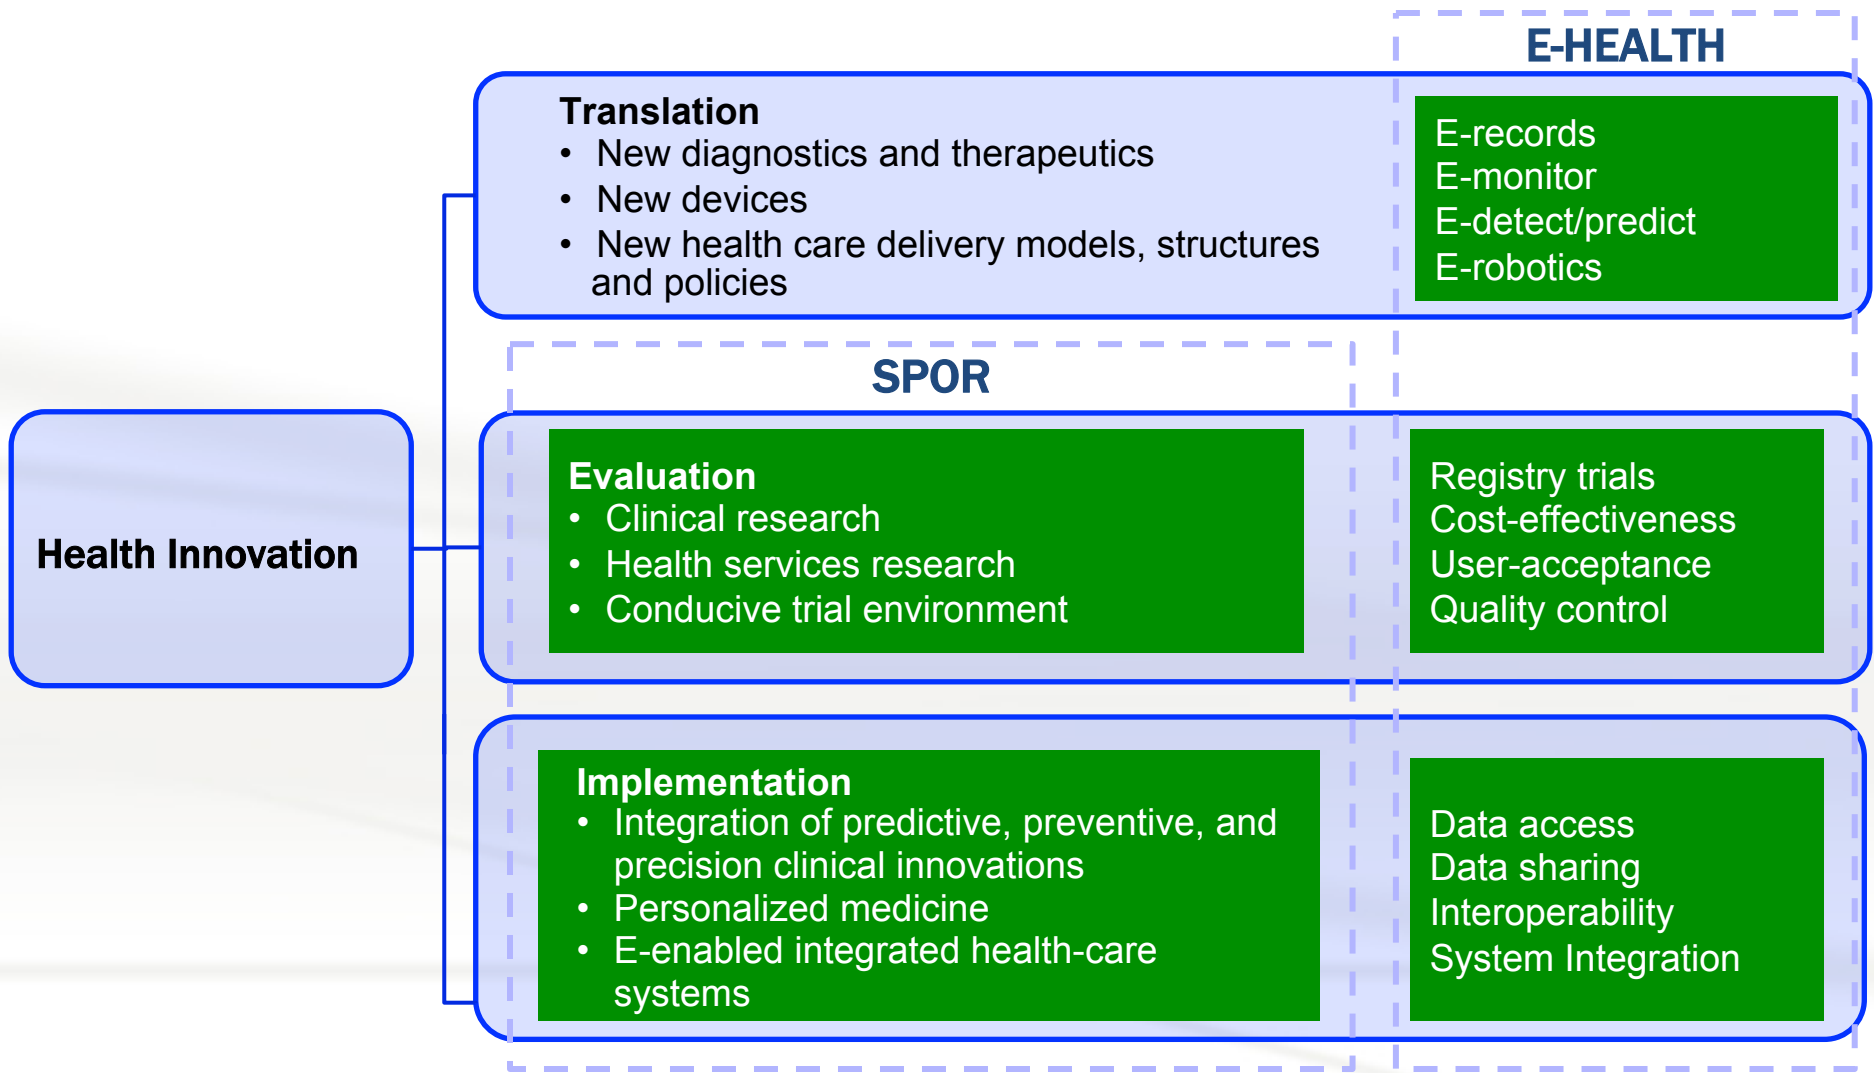 E-HEALTH
Translation
• New diagnostics and therapeutics
• New devices
• New health care delivery models, structures
and policies
E-records
E-monitor
E-detect/predict
E-robotics
SPOR
Health Innovation
Evaluation
• Clinical research
• Health services research
• Conducive trial environment
Registry trials
Cost-effectiveness
User-acceptance
Quality control
Implementation
• Integration of predictive, preventive, and
precision clinical innovations
• Personalized medicine
• E-enabled integrated health-care
systems
Data access
Data sharing
Interoperability
System Integration